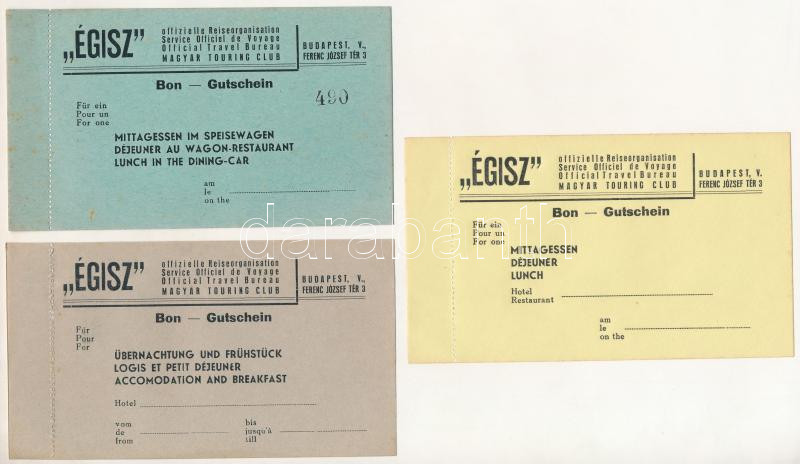 „ÉGISZ”
offizielle Reiseorganisation
Service Officiel de Voyage
Official Travel Bureau
MAGYAR TOURING CLUB
BUDAPEST, V.,
FERENC JÓZSEF TÉR 3
Bon — Gutschein
490
Für ein
Pour un
For one
MITTAGESSEN IM SPEISEWAGEN
DÉJEUNER AU WAGON-RESTAURANT
LUNCH IN THE DINING-CAR
am
le
on the
„ÉGISZ”
offizielle Reiseorganisation
Service Officiel de Voyage
Official Travel Bureau
MAGYAR TOURING CLUB
BUDAPEST, V.,
FERENC JÓZSEF TÉR 3
Bon — Gutschein
Für
Pour
For
ÜBERNACHTUNG UND FRÜHSTÜCK
LOGIS ET PETIT DÉJEUNER
ACCOMODATION AND BREAKFAST
Hotel
vom bis
de jusqu'à
from till
„ÉGISZ”
offizielle Reiseorganisation
Service Officiel de Voyage
Official Travel Bureau
MAGYAR TOURING CLUB
BUDAPEST, V.
FERENC JÓZSEF TÉR 3
Bon — Gutschein
Für ein
Pour un
For one
MITTAGESSEN
DÉJEUNER
LUNCH
Hotel
Restaurant
am
le
on the
darabanth